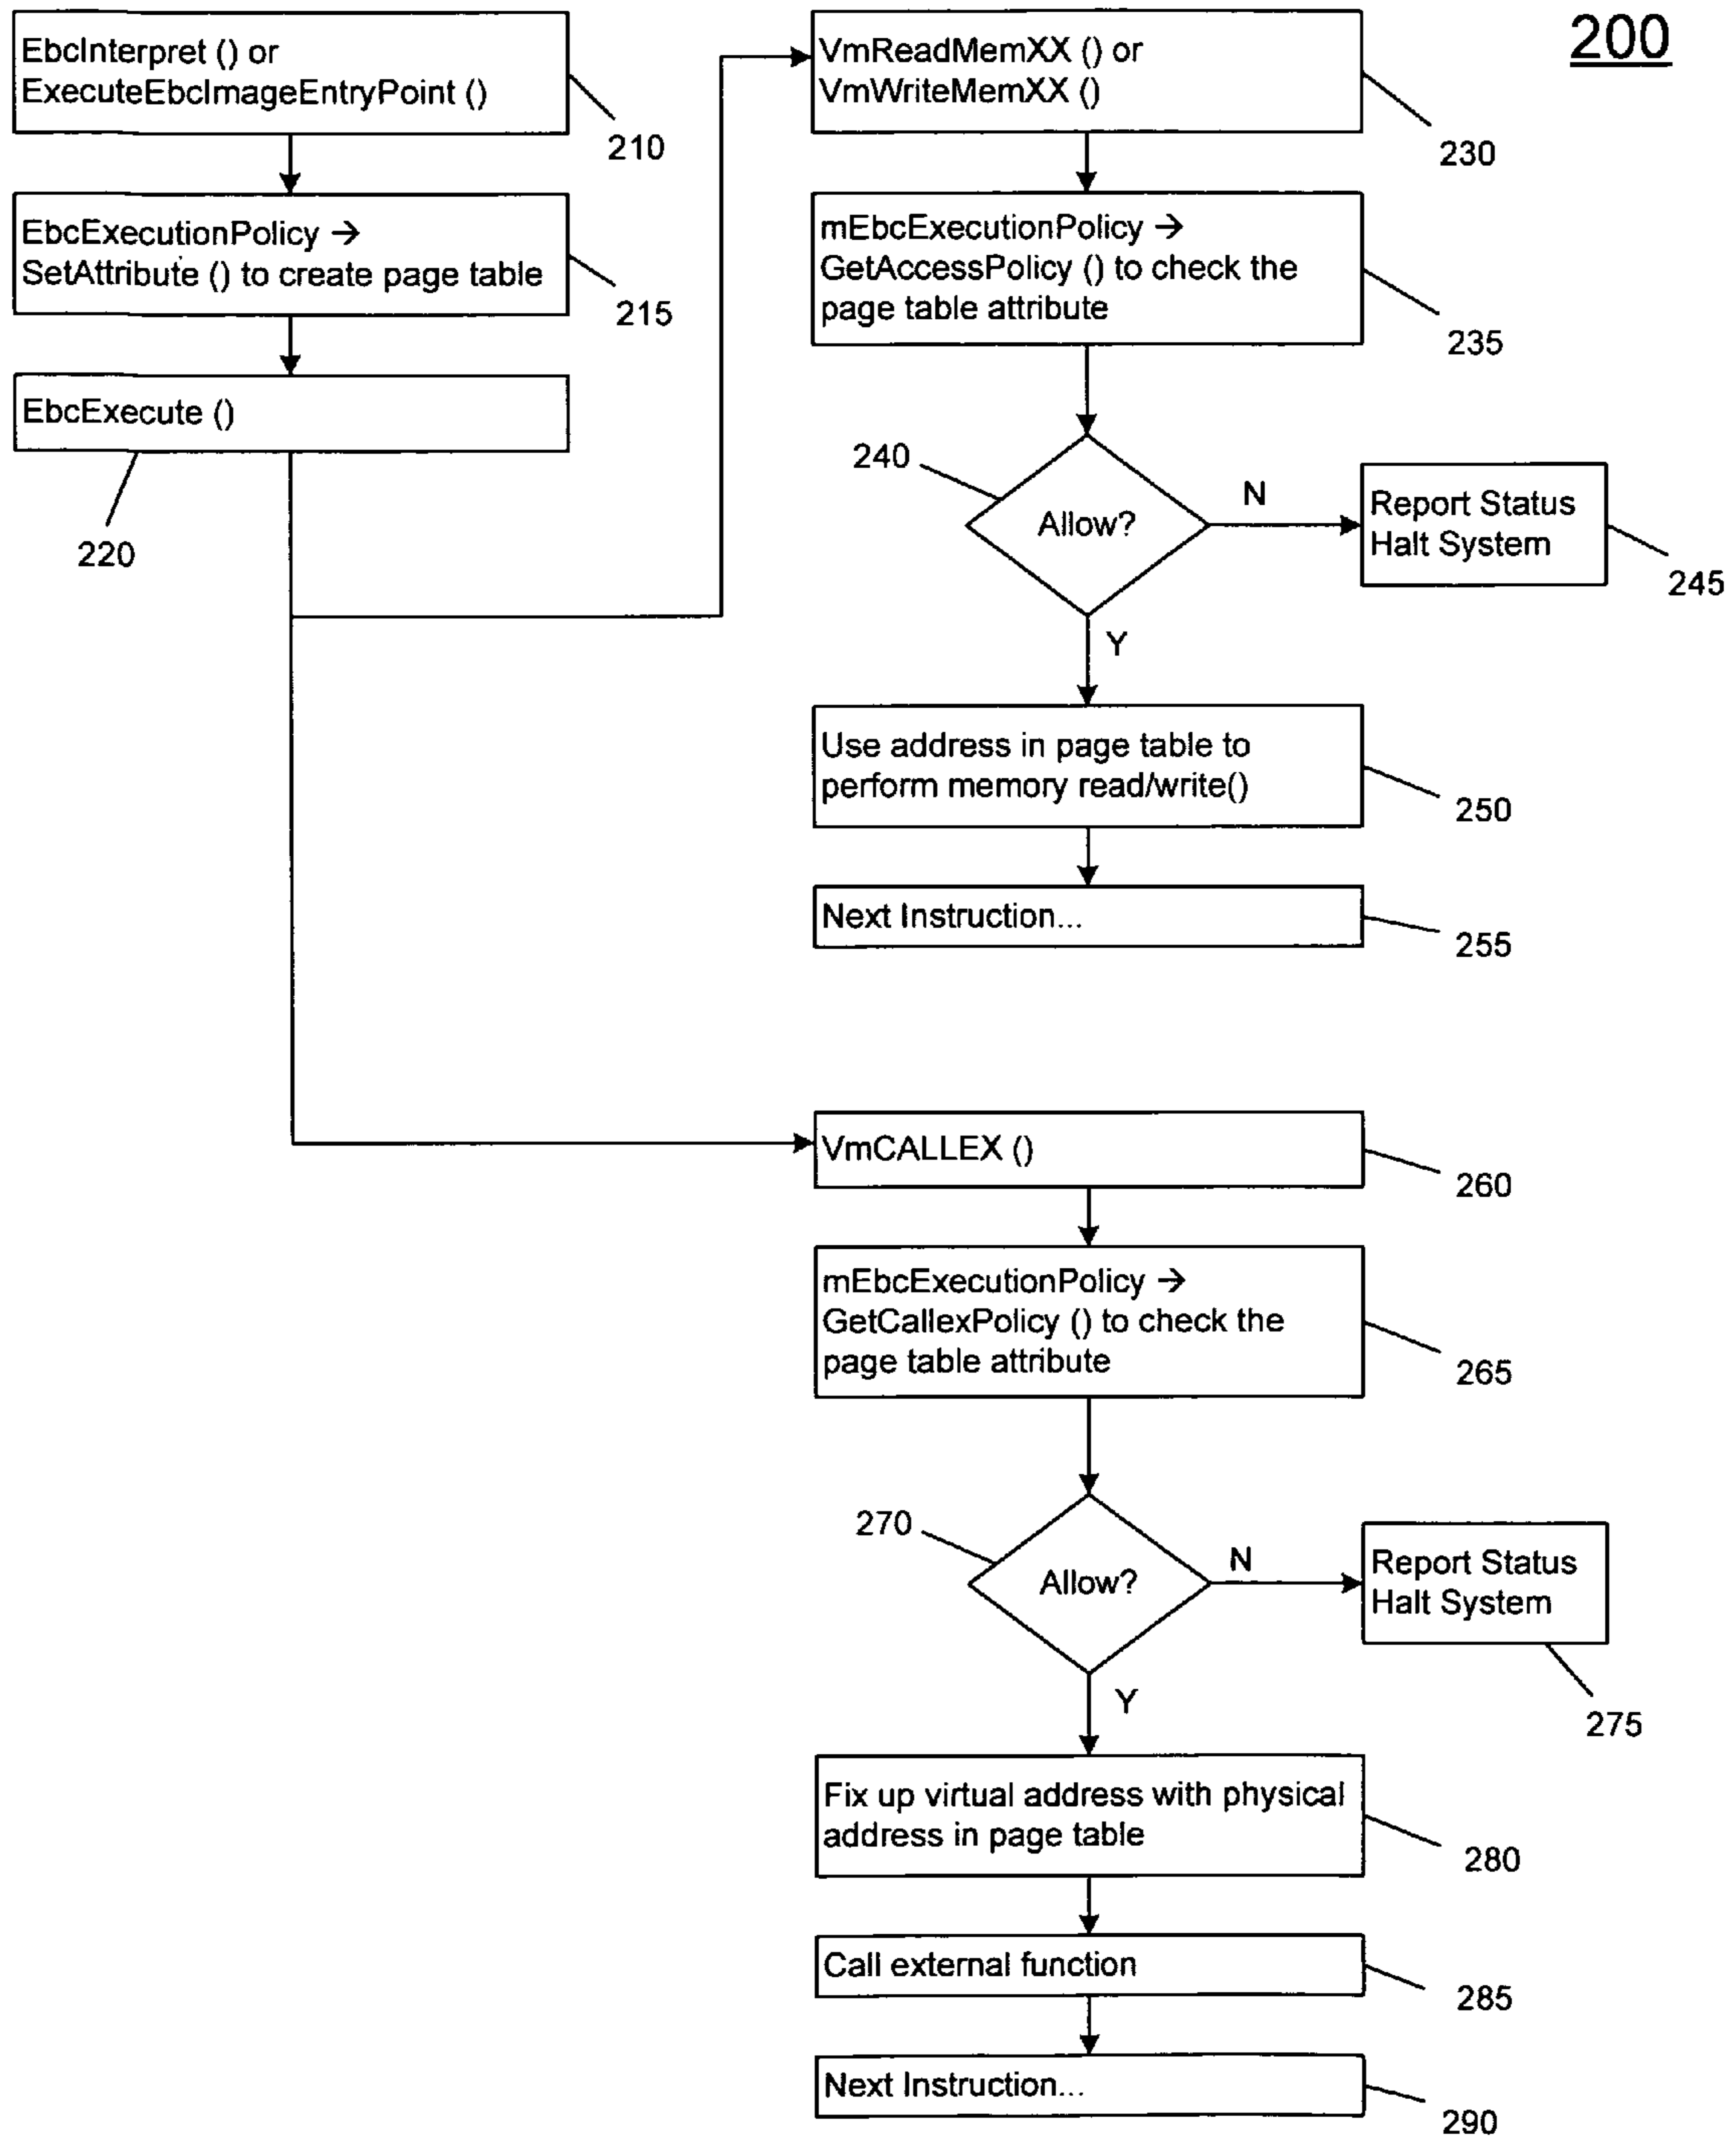 200
EbcInterpret () or
ExecuteEbcImageEntryPoint ()
210
EbcExecutionPolicy →
SetAttribute () to create page table
215
EbcExecute ()
220
VmReadMemXX () or
VmWriteMemXX ()
230
mEbcExecutionPolicy →
GetAccessPolicy () to check the
page table attribute
235
240
Allow?
N
Report Status
Halt System
245
Y
Use address in page table to
perform memory read/write()
250
Next Instruction...
255
VmCALLEX ()
260
mEbcExecutionPolicy →
GetCallexPolicy () to check the
page table attribute
265
270
Allow?
N
Report Status
Halt System
275
Y
Fix up virtual address with physical
address in page table
280
Call external function
285
Next Instruction...
290